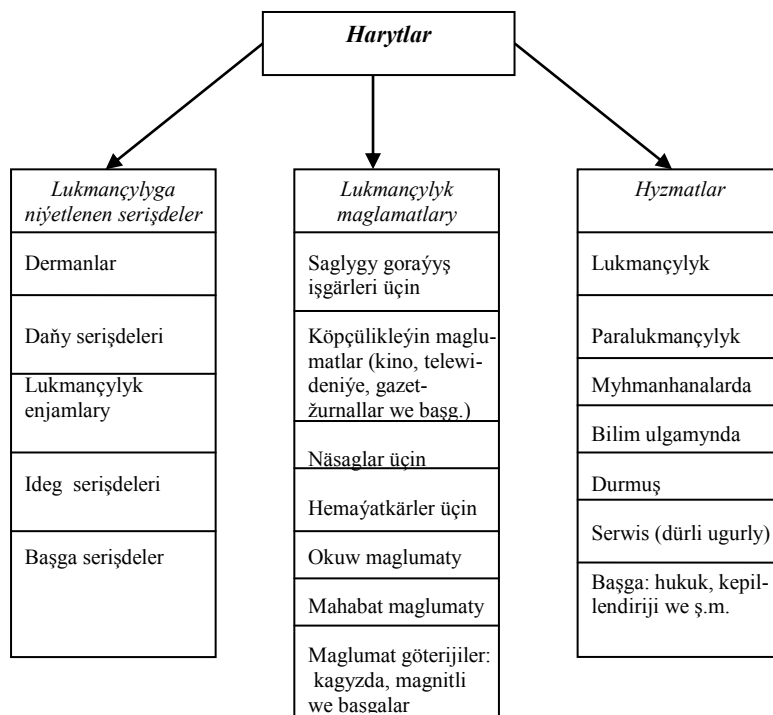 Harytlar
Lukmançylyga
niýetlenen serişdeler
Dermanlar
Daňy serişdeleri
Lukmançylyk
enjamlary
Ideg serişdeleri
Başga serişdeler
Lukmançylyk
maglamatlary
Saglygy goraýyş
işgärleri üçin
Köpçülikleýin maglu-
matlar (kino, telewi-
deniýe, gazet-
žurnallar we başg.)
Näsaglar üçin
Hemaýatkärler üçin
Okuw maglumaty
Mahabat maglumaty
Maglumat göterijiler:
kagyzda, magnitli
we başgalar
Hyzmatlar
Lukmançylyk
Paralukmançylyk
Myhmanhanalarda
Bilim ulgamynda
Durmuş
Serwis (dürli ugurly)
Başga: hukuk, kepil-
lendiriji we ş.m.